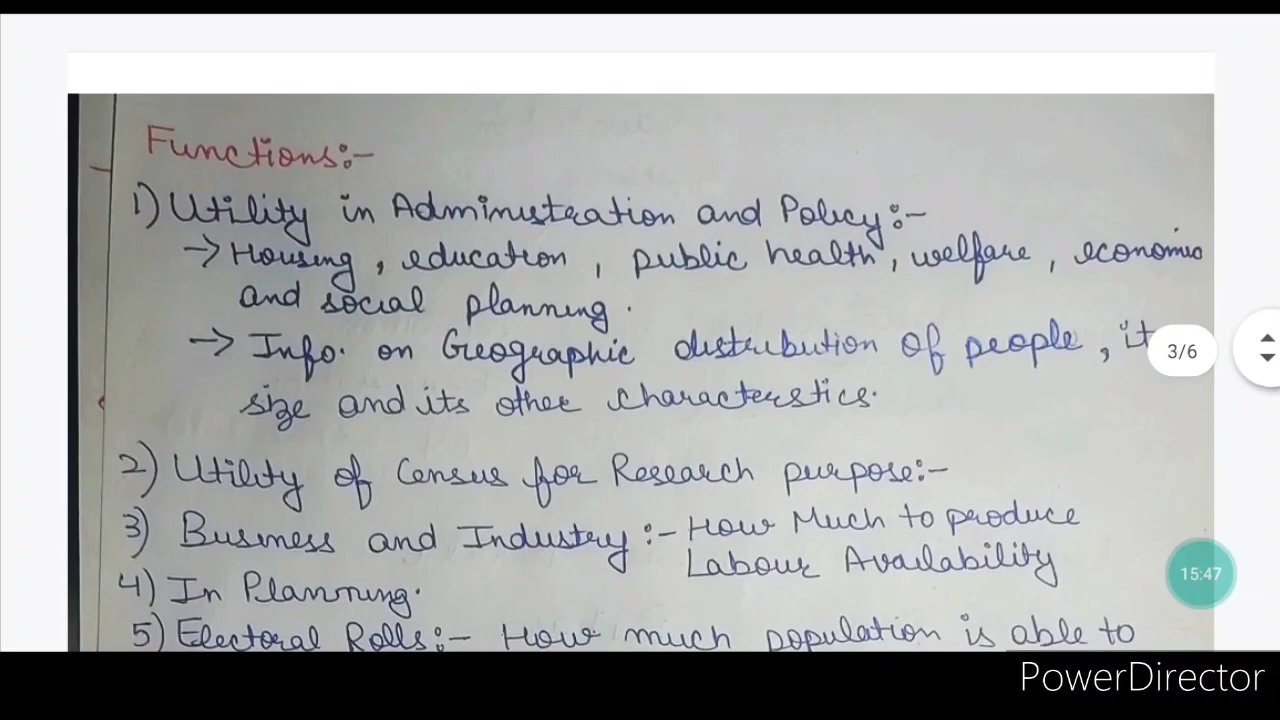 Functions:-
1) Utility in Administration and Policy:-
→ Housing, education, public health, welfare, economic
and social planning.
→ Info. on Geographic distribution of people, it
3/6
size and its other characterstics.
2) Utility of Census for Research purpose:-
3) Business and Industry:- How Much to produce
Labour Availability
15:47
4) In Planning.
5) Electoral Rolls:- How much population is able to
PowerDirector